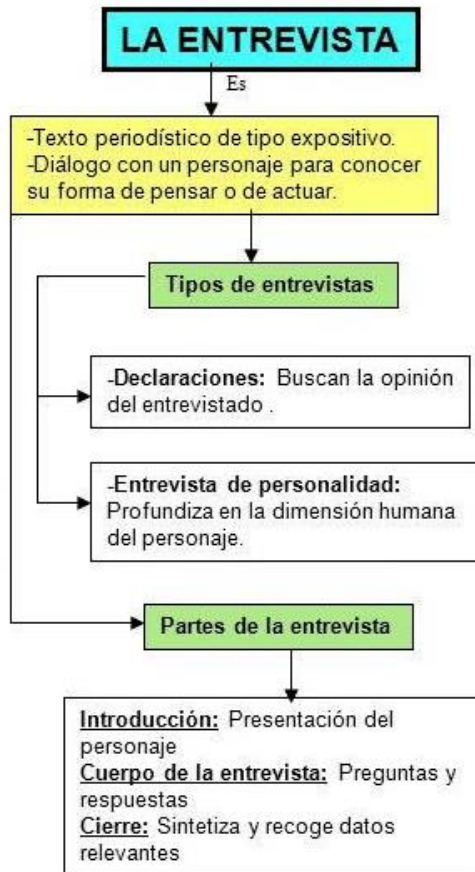 LA ENTREVISTA
Es
-Texto periodístico de tipo expositivo.
-Diálogo con un personaje para conocer
su forma de pensar o de actuar.
Tipos de entrevistas
-Declaraciones: Buscan la opinión
del entrevistado .
-Entrevista de personalidad:
Profundiza en la dimensión humana
del personaje.
Partes de la entrevista
Introducción: Presentación del
personaje
Cuerpo de la entrevista: Preguntas y
respuestas
Cierre: Sintetiza y recoge datos
relevantes